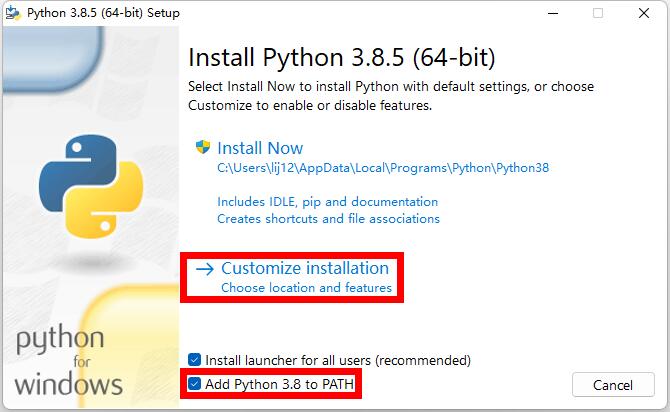 Python 3.8.5 (64-bit) Setup
Install Python 3.8.5 (64-bit)
Select Install Now to install Python with default settings, or choose
Customize to enable or disable features.
Install Now
C:\Users\lij12\AppData\Local\Programs\Python\Python38
Includes IDLE, pip and documentation
Creates shortcuts and file associations
Customize installation
Choose location and features
Install launcher for all users (recommended)
Add Python 3.8 to PATH
python
for
windows
Cancel